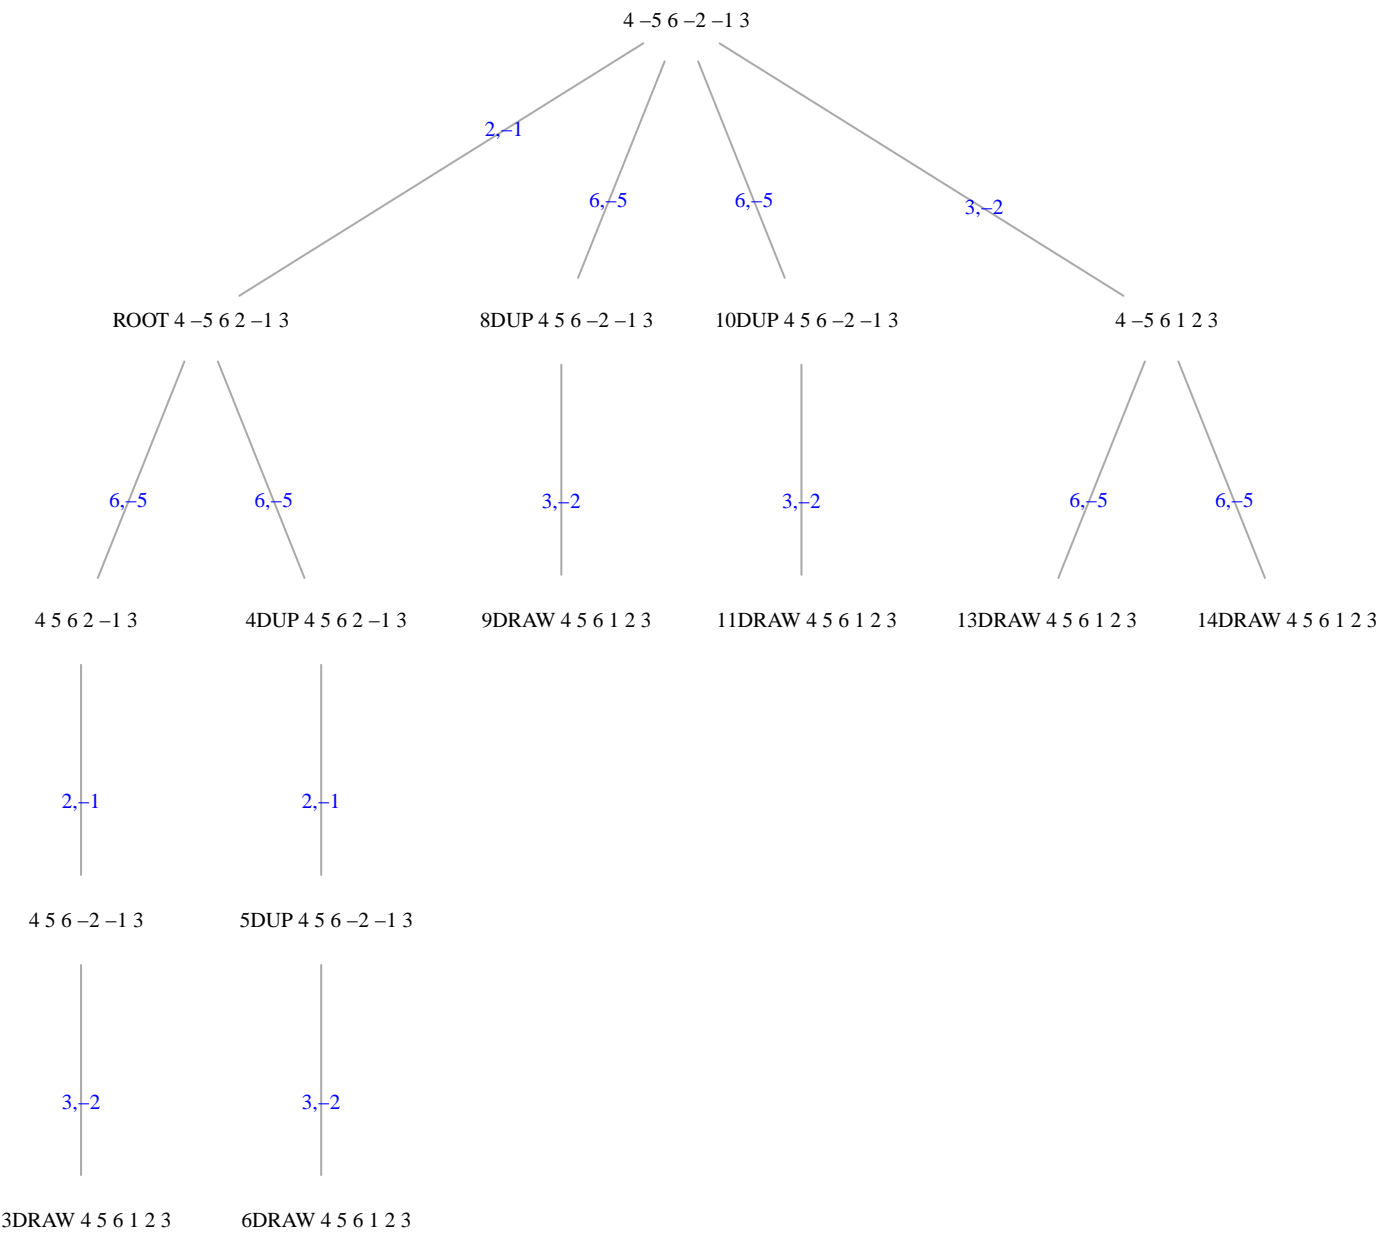 4 –5 6 –2 –1 3
2,–1
6,–5
6,–5
3,–2
ROOT 4 –5 6 2 –1 3
8DUP 4 5 6 –2 –1 3
10DUP 4 5 6 –2 –1 3
4 –5 6 1 2 3
6,–5
6,–5
3,–2
3,–2
6,–5
6,–5
4 5 6 2 –1 3
4DUP 4 5 6 2 –1 3
9DRAW 4 5 6 1 2 3
11DRAW 4 5 6 1 2 3
13DRAW 4 5 6 1 2 3
14DRAW 4 5 6 1 2 3
2,–1
2,–1
4 5 6 –2 –1 3
5DUP 4 5 6 –2 –1 3
3,–2
3,–2
3DRAW 4 5 6 1 2 3
6DRAW 4 5 6 1 2 3